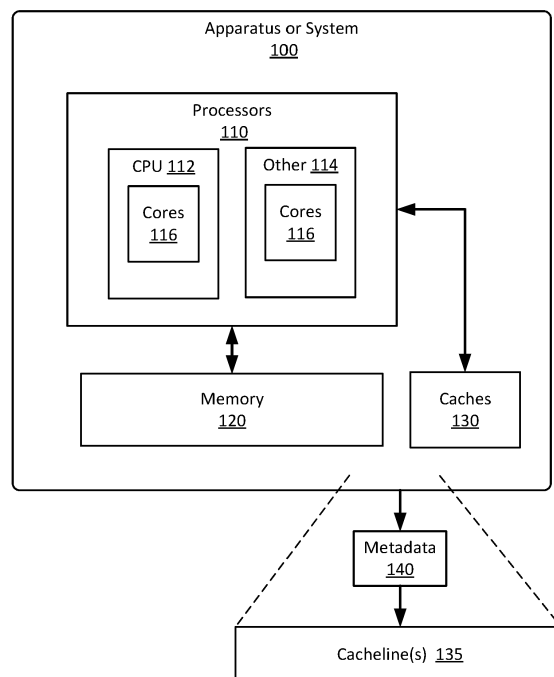 Apparatus or System
100
Processors
110
CPU 112
Other 114
Cores
116
Cores
116
Memory
120
Caches
130
Metadata
140
Cacheline(s) 135